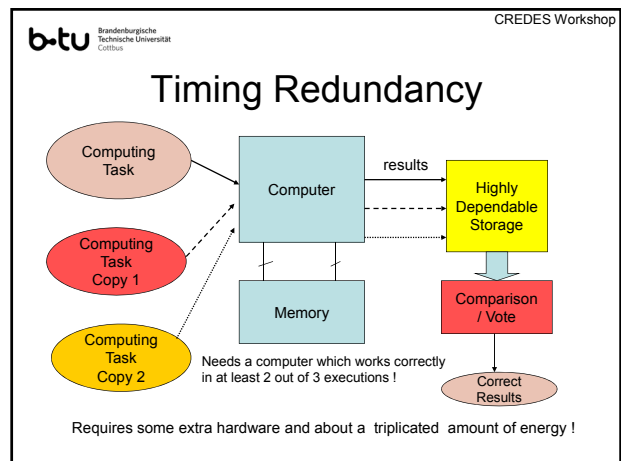 CREDES Workshop
b-tu
Brandenburgische
Technische Universität
Cottbus
Timing Redundancy
Computing
Task
Computing
Task
Copy 1
Computing
Task
Copy 2
Computer
Memory
results
Highly
Dependable
Storage
Comparison
/ Vote
Correct
Results
Needs a computer which works correctly
in at least 2 out of 3 executions !
Requires some extra hardware and about a triplicated amount of energy !